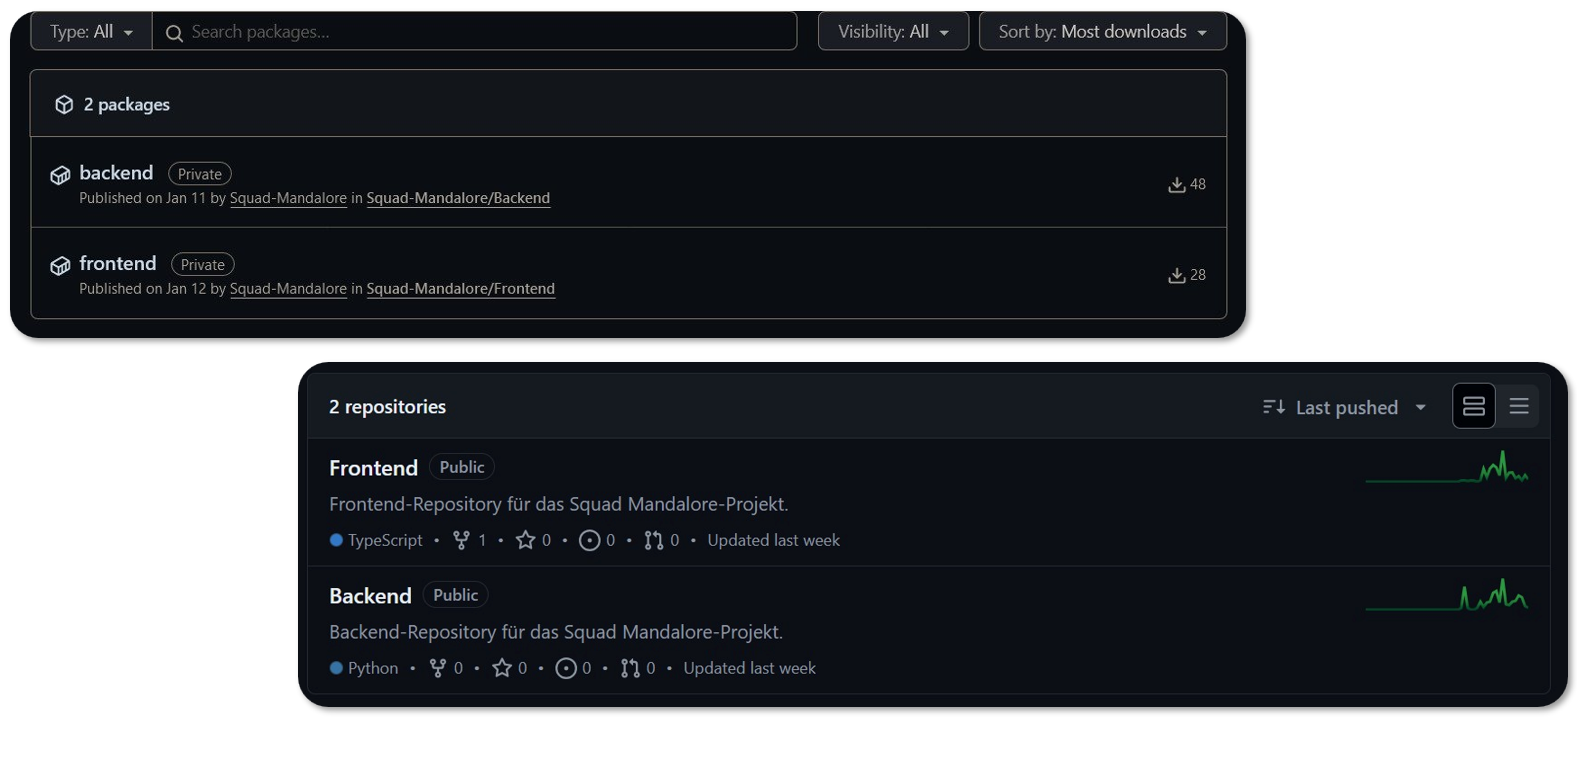 Type: All Search packages... Visibility: All Sort by: Most downloads
2 packages
backend Private
Published on Jan 11 by Squad-Mandalore in Squad-Mandalore/Backend
48
frontend Private
Published on Jan 12 by Squad-Mandalore in Squad-Mandalore/Frontend
28
2 repositories Last pushed
Frontend Public
Frontend-Repository für das Squad Mandalore-Projekt.
TypeScript • 1 • 0 • 0 • 0 • Updated last week
Backend Public
Backend-Repository für das Squad Mandalore-Projekt.
Python • 0 • 0 • 0 • 0 • Updated last week